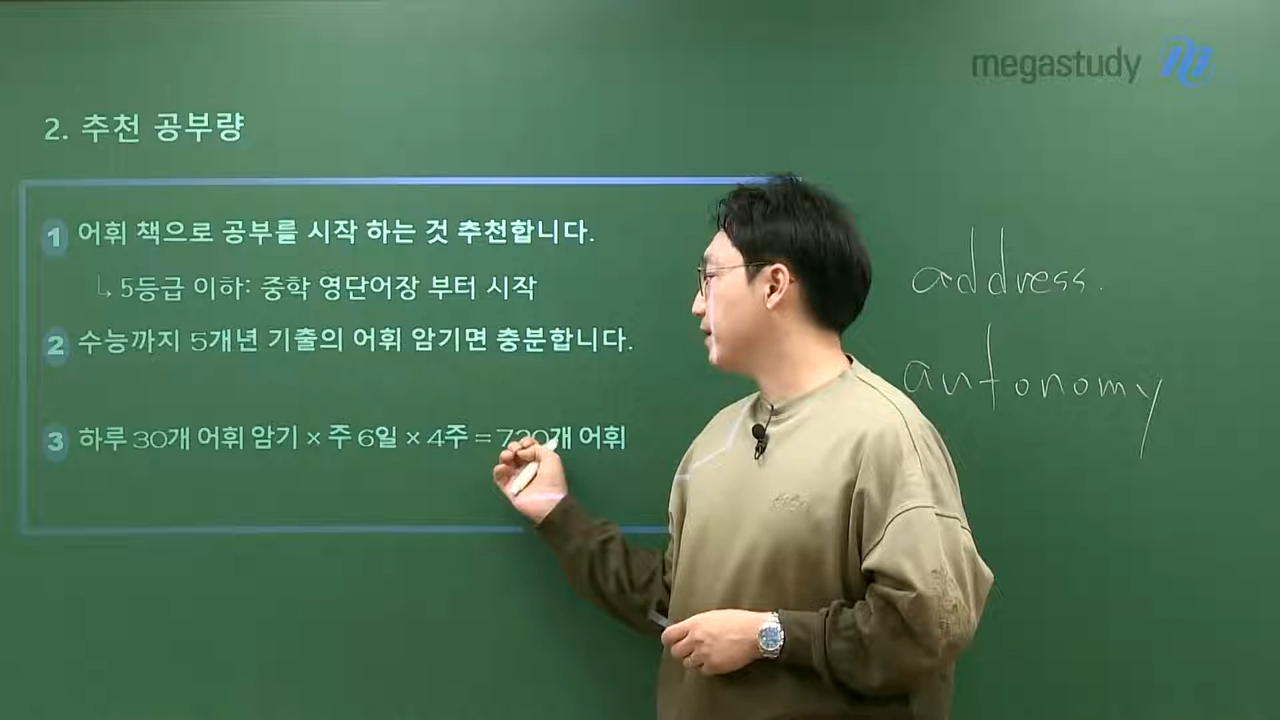 megastudy
2. 추천 공부량
1 어휘 책으로 공부를 시작 하는 것 추천합니다.
↳ 5등급 이하: 중학 영단어장 부터 시작
2 수능까지 5개년 기출의 어휘 암기면 충분합니다.
3 하루 30개 어휘 암기 × 주 6일 × 4주 = 720개 어휘
address.
autonomy